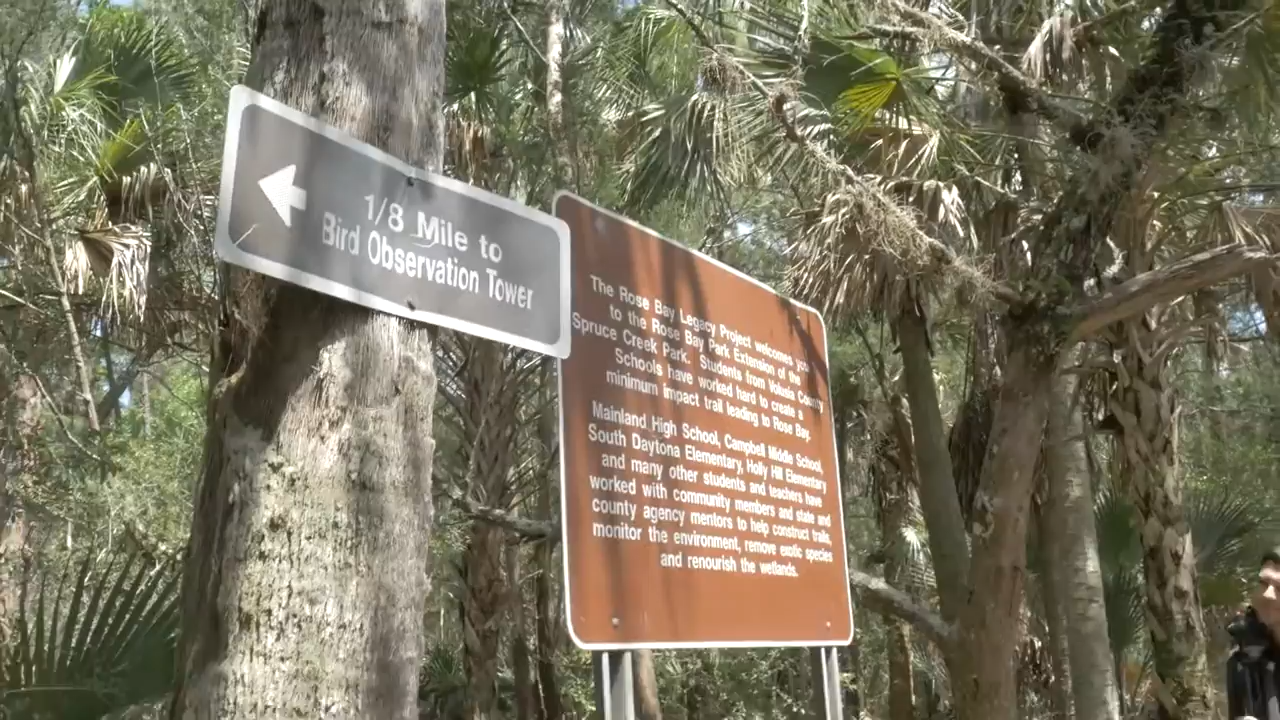 1/8 Mile to
Bird Observation Tower
The Rose Bay Legacy Project welcomes you
to the Rose Bay Park Extension of the
Spruce Creek Park. Students from Volusia County
Schools have worked hard to create a
minimum impact trail leading to Rose Bay.
Mainland High School, Campbell Middle School,
South Daytona Elementary, Holly Hill Elementary
and many other students and teachers have
worked with community members and state and
county agency mentors to help construct trails,
monitor the environment, remove exotic species
and renourish the wetlands.